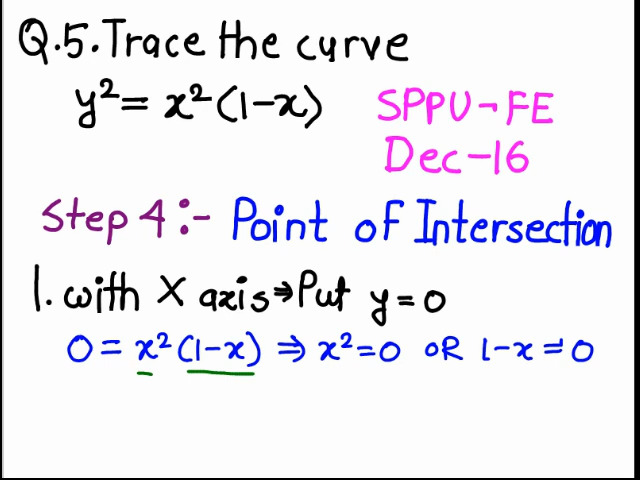 Q.5. Trace the curve
y² = x²(1-x) SPPU-FE
Dec-16
Step 4:- Point of Intersection
1. with X axis ⇒ Put y = 0
0 = x²(1-x) ⇒ x² = 0 OR 1-x = 0